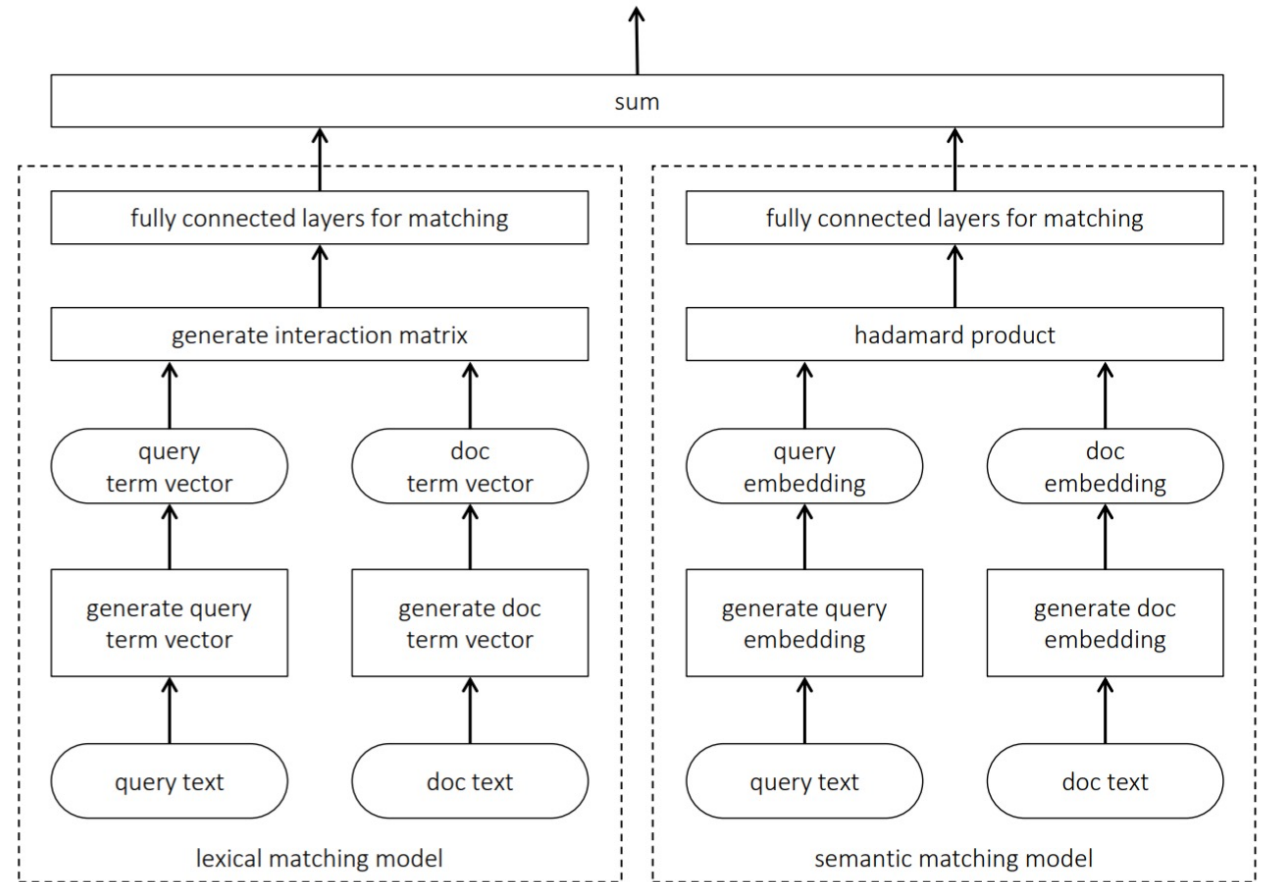 sum
fully connected layers for matching
fully connected layers for matching
generate interaction matrix
hadamard product
query
term vector
doc
term vector
query
embedding
doc
embedding
generate query
term vector
generate doc
term vector
generate query
embedding
generate doc
embedding
query text
doc text
query text
doc text
lexical matching model
semantic matching model